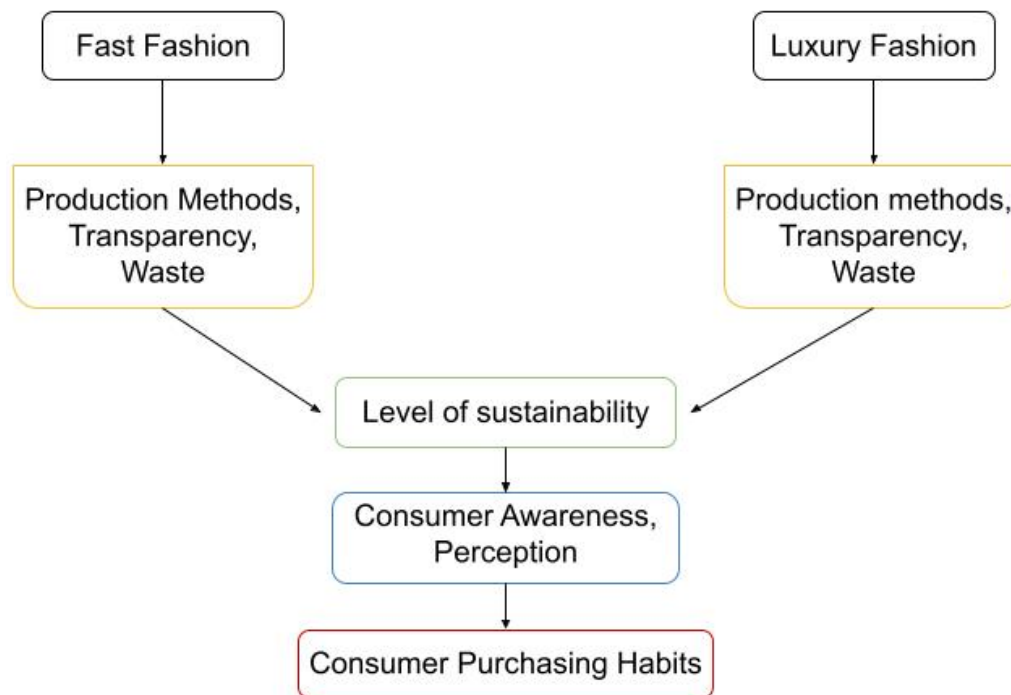 Fast Fashion
Luxury Fashion
Production Methods,
Transparency,
Waste
Production methods,
Transparency,
Waste
Level of sustainability
Consumer Awareness,
Perception
Consumer Purchasing Habits